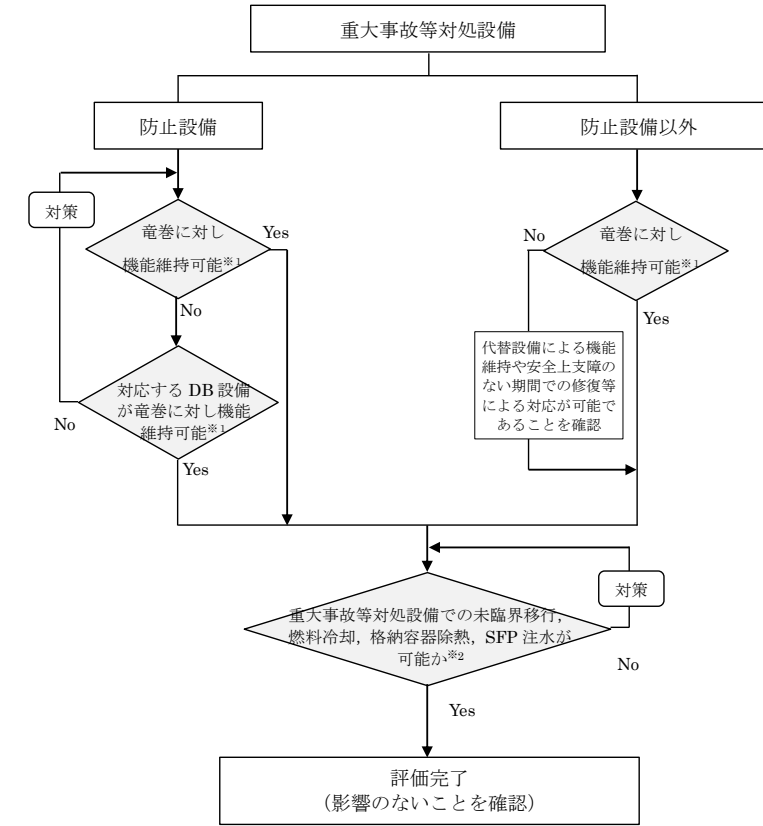 重大事故等対処設備
防止設備
防止設備以外
対策
竜巻に対し
機能維持可能※1
Yes
No
対応する DB 設備
が竜巻に対し機能
維持可能※1
No
Yes
竜巻に対し
機能維持可能※1
No
Yes
代替設備による機能
維持や安全上支障の
ない期間での修復等
による対応が可能で
あることを確認
対策
重大事故等対処設備での未臨界移行,
燃料冷却, 格納容器除熱, SFP 注水が
可能か※2
No
Yes
評価完了
（影響のないことを確認）